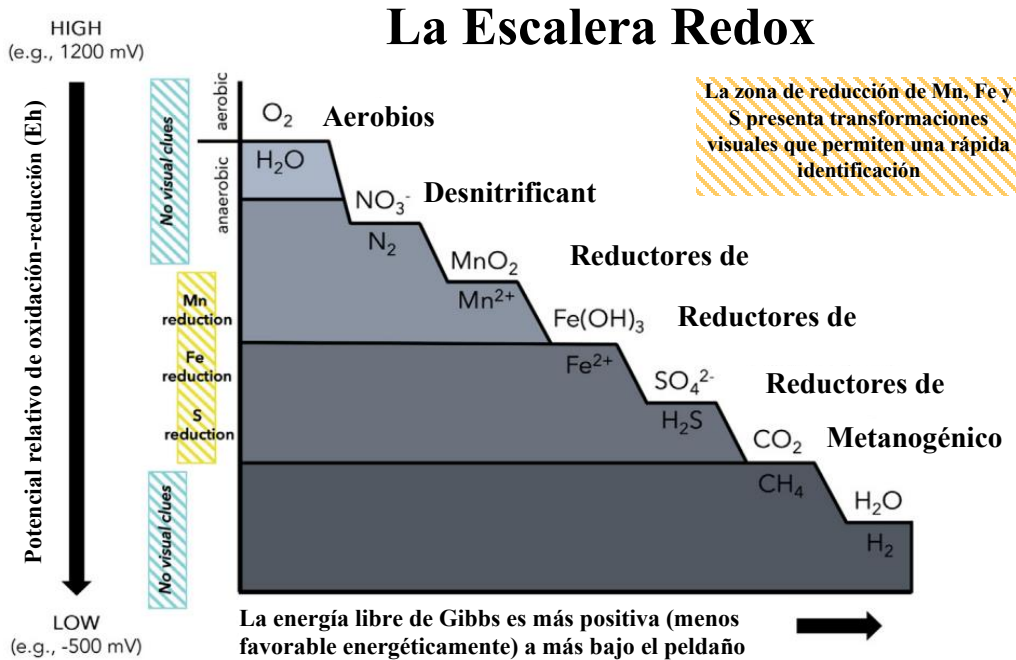 La Escalera Redox
HIGH
(e.g., 1200 mV)
Potencial relativo de oxidación-reducción (Eh)
LOW
(e.g., -500 mV)
No visual clues
Mn
reduction
Fe
reduction
S
reduction
No visual clues
aerobic
anaerobic
O₂
Aerobios
H₂O
NO₃⁻
Desnitrificant
N₂
MnO₂
Reductores de
Mn²⁺
Fe(OH)₃
Reductores de
Fe²⁺
SO₄²⁻
Reductores de
H₂S
CO₂
Metanogénico
CH₄
H₂O
H₂
La zona de reducción de Mn, Fe y
S presenta transformaciones
visuales que permiten una rápida
identificación
La energía libre de Gibbs es más positiva (menos
favorable energéticamente) a más bajo el peldaño